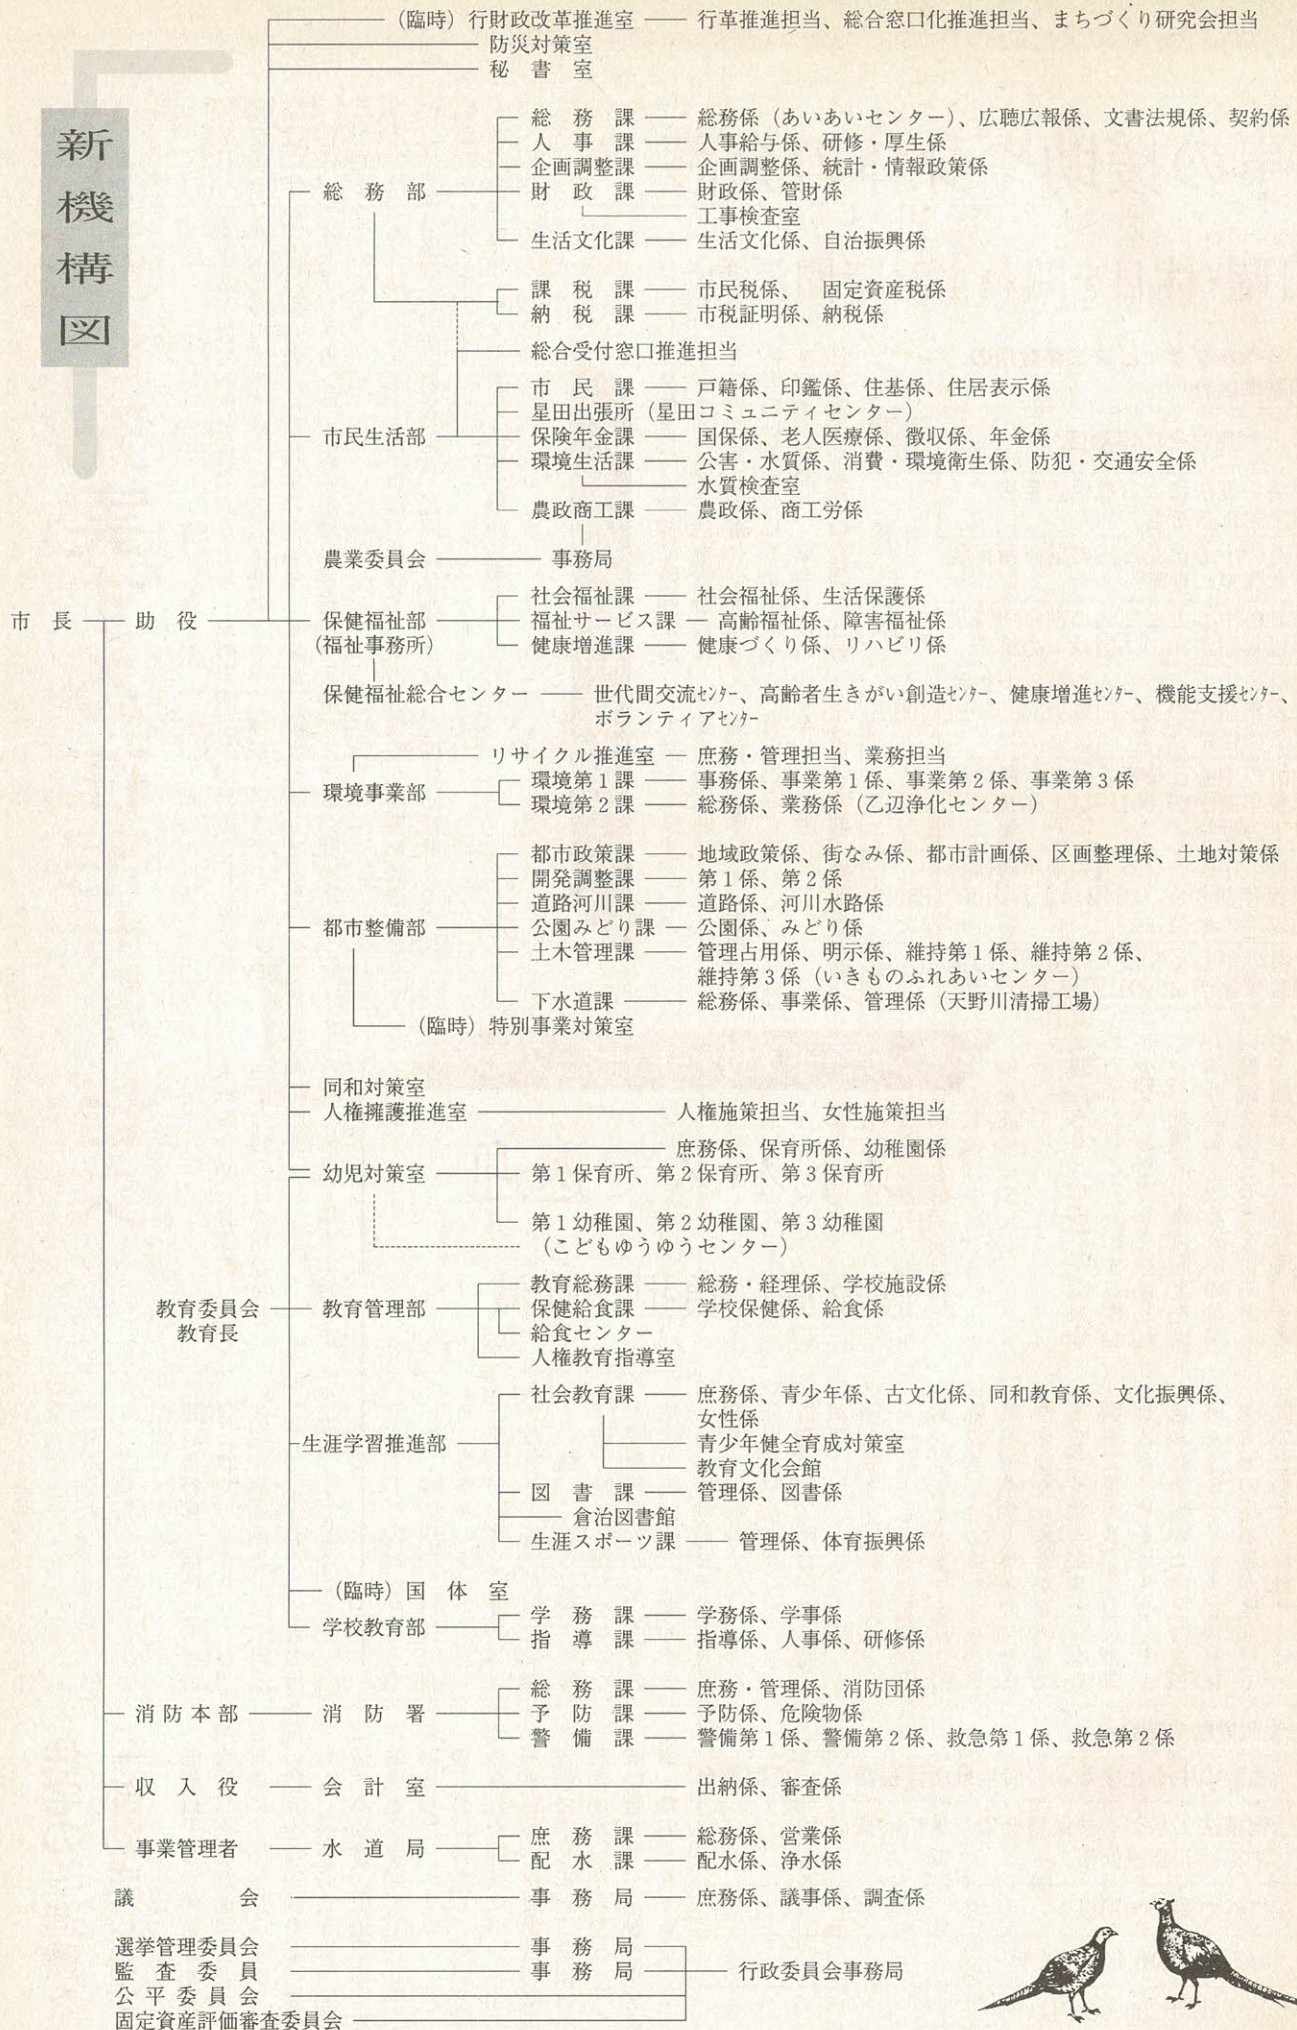 新機構図
(臨時) 行財政改革推進室 行革推進担当、総合窓口化推進担当、まちづくり研究会担当
防災対策室
秘書室
総務課 総務係 (あいあいセンター)、広聴広報係、文書法規係、契約係
人事課 人事給与係、研修・厚生係
企画調整課 企画調整係、統計・情報政策係
総務部 財政課 財政係、管財係
工事検査室
生活文化課 生活文化係、自治振興係
課税課 市民税係、 固定資産税係
納税課 市税証明係、納税係
総合受付窓口推進担当
市民課 戸籍係、印鑑係、住基係、住居表示係
星田出張所 (星田コミュニティセンター)
市民生活部 保険年金課 国保係、老人医療係、徴収係、年金係
環境生活課 公害・水質係、消費・環境衛生係、防犯・交通安全係
水質検査室
農政商工課 農政係、商工労係
農業委員会 事務局
社会福祉課 社会福祉係、生活保護係
市長 助役 保健福祉部 福祉サービス課 高齢福祉係、障害福祉係
(福祉事務所) 健康増進課 健康づくり係、リハビリ係
保健福祉総合センター 世代間交流センター、高齢者生きがい創造センター、健康増進センター、機能支援センター、
ボランティアセンター
リサイクル推進室 庶務・管理担当、業務担当
環境第1課 事務係、事業第1係、事業第2係、事業第3係
環境事業部
環境第2課 総務係、業務係 (乙辺浄化センター)
都市政策課 地域政策係、街なみ係、都市計画係、区画整理係、土地対策係
開発調整課 第1係、第2係
道路河川課 道路係、河川水路係
都市整備部 公園みどり課 公園係、みどり係
土木管理課 管理占用係、明示係、維持第1係、維持第2係、
維持第3係 (いきものふれあいセンター)
下水道課 総務係、事業係、管理係 (天野川清掃工場)
(臨時) 特別事業対策室
同和対策室
人権擁護推進室 人権施策担当、女性施策担当
庶務係、保育所係、幼稚園係
幼児対策室 第1保育所、第2保育所、第3保育所
第1幼稚園、第2幼稚園、第3幼稚園
(こどもゆうゆうセンター)
教育総務課 総務・経理係、学校施設係
教育委員会 教育管理部 保健給食課 学校保健係、給食係
教育長 給食センター
人権教育指導室
社会教育課 庶務係、青少年係、古文化係、同和教育係、文化振興係、
女性係
生涯学習推進部 青少年健全育成対策室
教育文化会館
図書課 管理係、図書係
倉治図書館
生涯スポーツ課 管理係、体育振興係
(臨時) 国体室
学務課 学務係、学事係
学校教育部
指導課 指導係、人事係、研修係
総務課 庶務・管理係、消防団係
消防本部 消防署 予防課 予防係、危険物係
警備課 警備第1係、警備第2係、救急第1係、救急第2係
収入役 会計室 出納係、審査係
庶務課 総務係、営業係
事業管理者 水道局
配水課 配水係、浄水係
議会 事務局 庶務係、議事係、調査係
選挙管理委員会 事務局
監査委員 事務局 行政委員会事務局
公平委員会
固定資産評価審査委員会